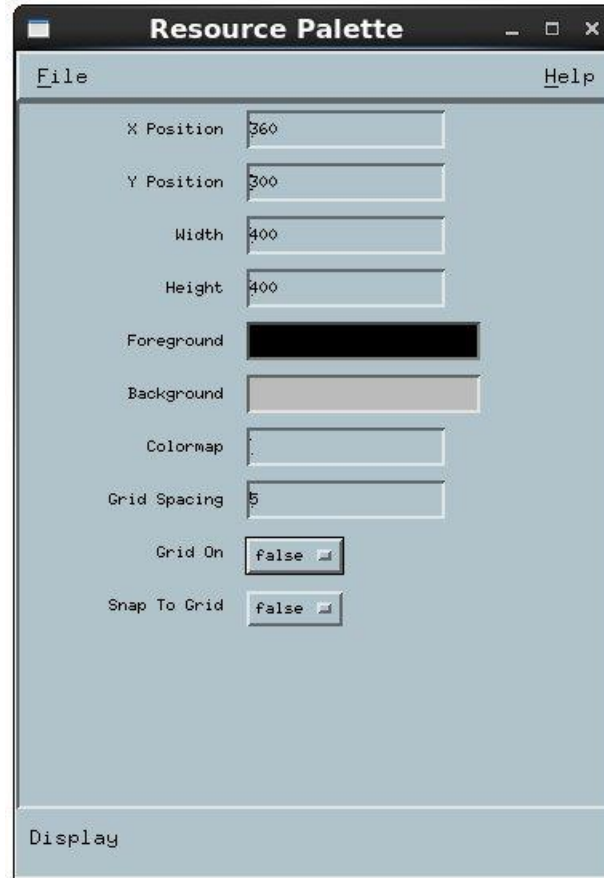 Resource Palette
File Help
X Position 360
Y Position 300
Width 400
Height 400
Foreground
Background
Colormap
Grid Spacing 5
Grid On false
Snap To Grid false
Display